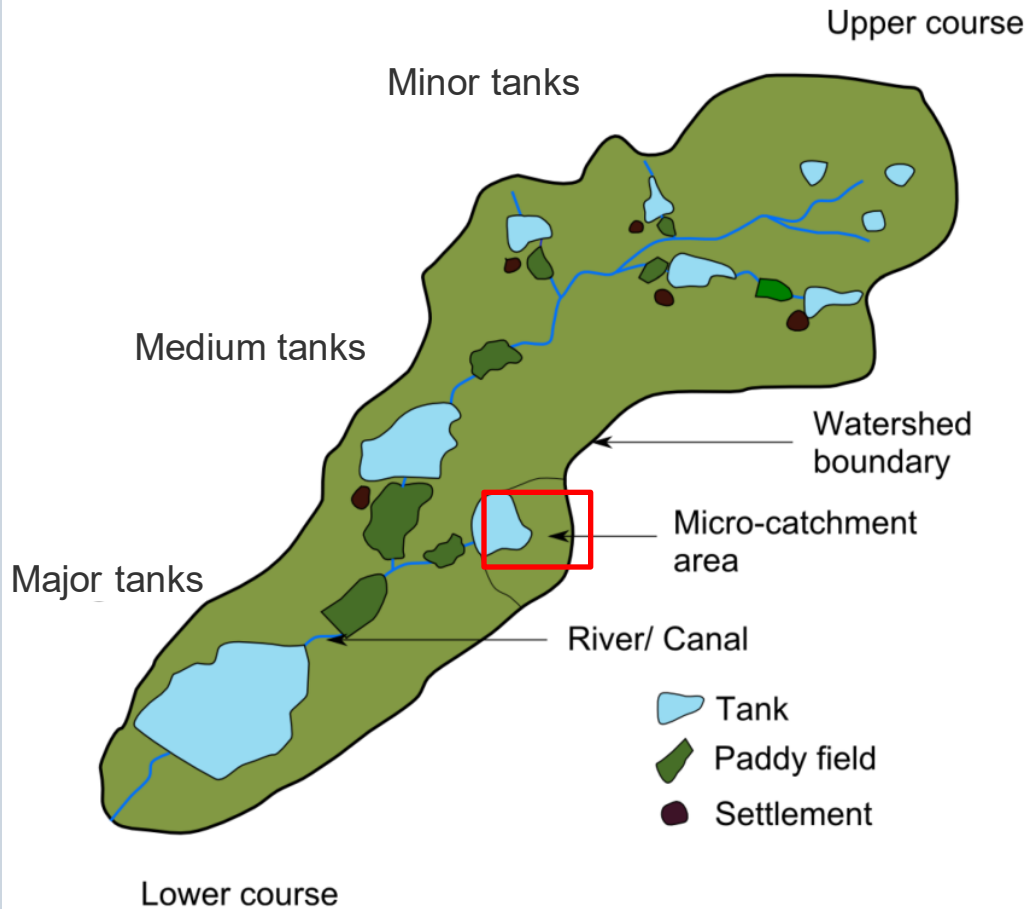 Upper course
Minor tanks
Medium tanks
Watershed
boundary
Micro-catchment
area
Major tanks
River/ Canal
Tank
Paddy field
Settlement
Lower course